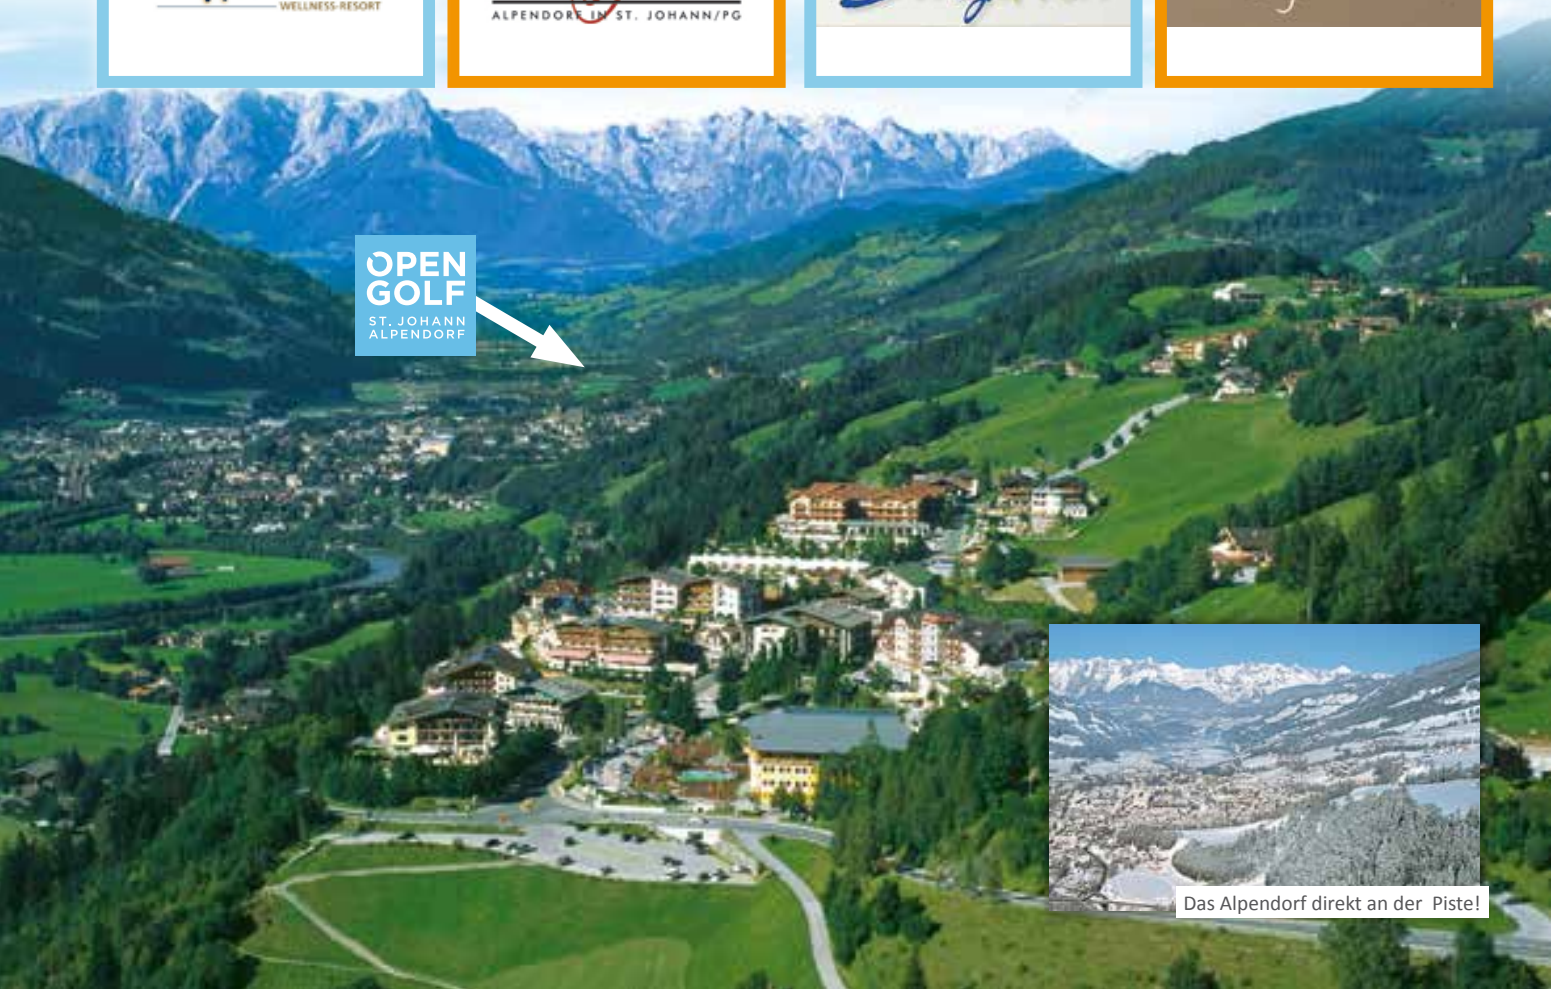 WELLNESS-RESORT
ALPENDORF IN ST. JOHANN/PG
OPEN
GOLF
ST. JOHANN
ALPENDORF
Das Alpendorf direkt an der Piste!